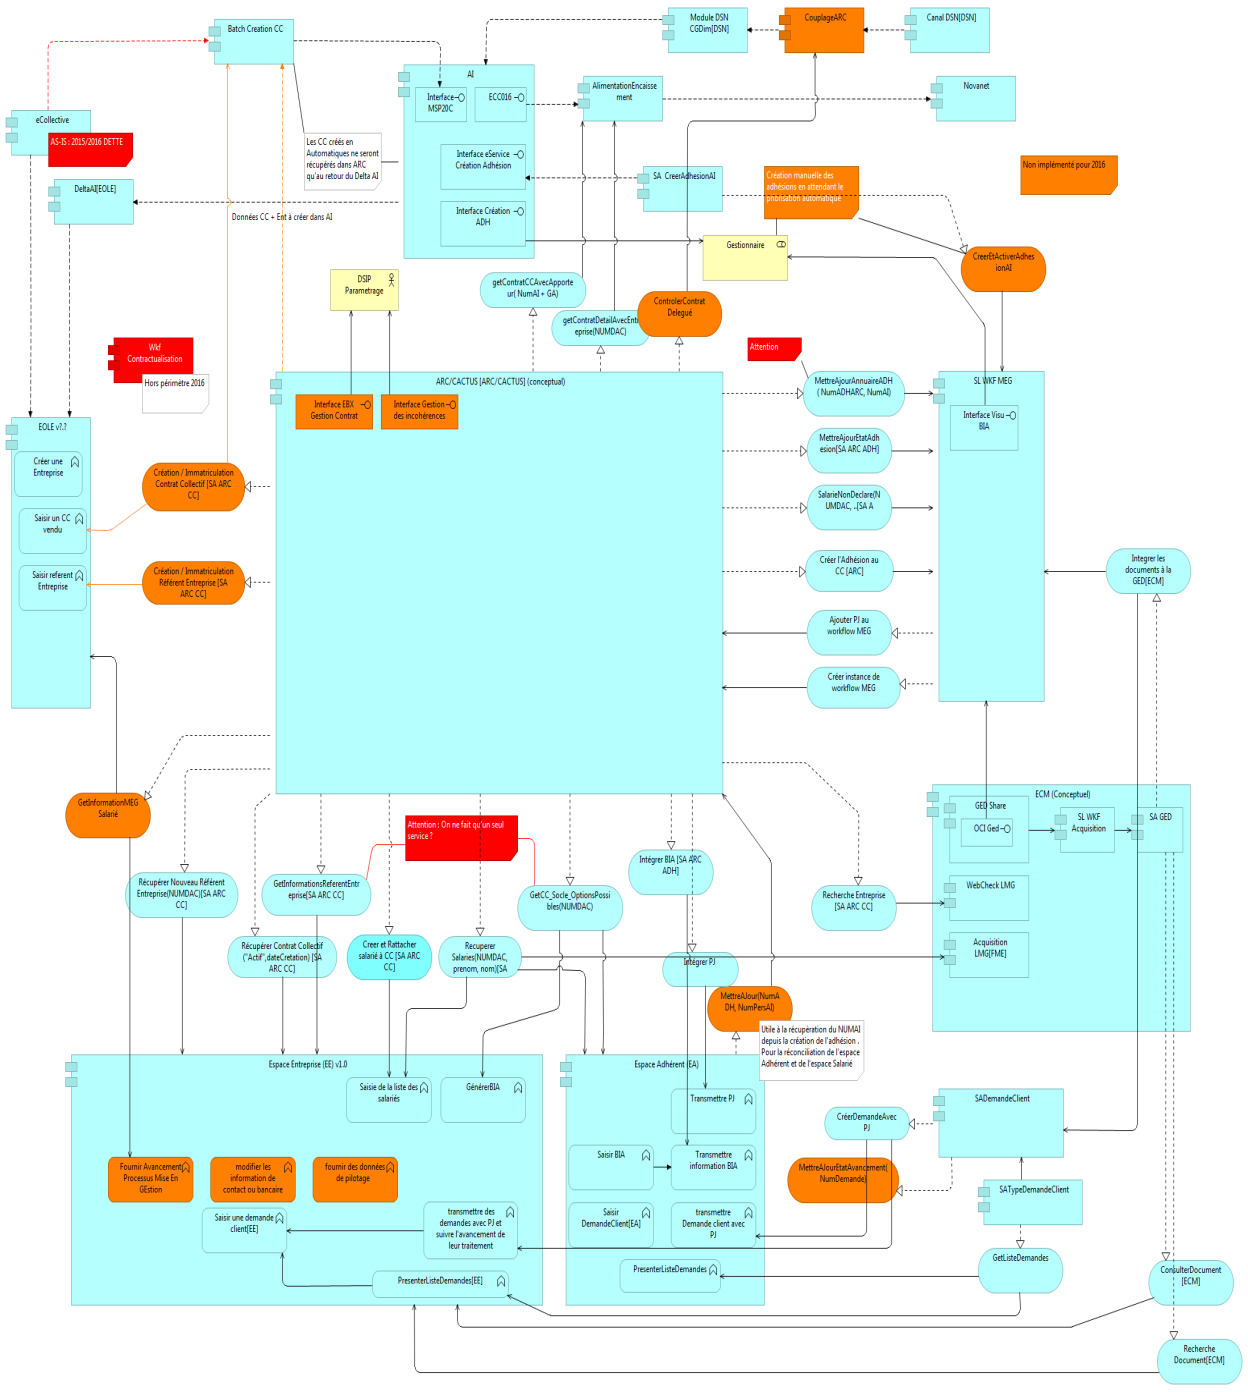 Batch Creation CC
Module DSN
CGDim[DSN]
CouplageARC
Canal DSN[DSN]
AI
Interface
MSP20C
ECC016
AlimentationEncaisse
ment
Novanet
eCollective
AS-IS : 2015/2016 DETTE
Les CC créés en
Automatiques ne seront
récupérés dans ARC
qu'au retour du Delta AI
Interface eService
Création Adhésion
SA  CreerAdhesionAI
Création manuelle des
adhésions en attendant le
phorisation automatique
Non implémenté pour 2016
DeltaAI[EOLE]
Données CC + Ent à créer dans AI
Interface Création
ADH
Gestionnaire
CreerEtActiverAdhes
ionAI
DSIP
Parametrage
getContratCCAvecApporte
ur( NumAI + GA)
ControlerContrat
Delegué
getContratDetailAvecEntr
eprise(NUMDAC)
Wkf
Contractualisation
Hors périmètre 2016
Attention
ARC/CACTUS [ARC/CACTUS] (conceptual)
Interface EBX
Gestion Contrat
Interface Gestion
des incohérences
MettreAjourAnnuaireADH
( NumADHARC, NumAI)
SL WKF MEG
Interface Visu
BIA
EOLE v?.?
Créer une
Entreprise
MettreAjourEtatAdh
esion[SA ARC ADH]
Création / Immatriculation
Contrat Collectif [SA ARC
CC]
SalarieNonDeclare(N
UMDAC, ..[SA A
Saisir un CC
vendu
Saisir referent
Entreprise
Création / Immatriculation
Référent Entreprise [SA
ARC CC]
Créer l'Adhésion au
CC [ARC]
Integrer les
documents à la
GED[ECM]
Ajouter PJ au
workflow MEG
Créer instance de
workflow MEG
GetInformationMEG
Salarié
ECM (Conceptuel)
GED Share
OCI Ged
SL WKF
Acquisition
SA GED
Attention : On ne fait qu'un seul
service ?
Intégrer BIA [SA ARC
ADH]
Récupérer Nouveau Référent
Entreprise(NUMDAC)[SA ARC
CC]
GetInformationsReferentEntr
eprise[SA ARC CC]
GetCC_Socle_OptionsPossi
bles(NUMDAC)
Recherche Entreprise
[SA ARC CC]
WebCheck LMG
Récupérer Contrat Collectif
("Actif",dateCretation) [SA
ARC CC]
Creer et Rattacher
salarié à CC [SA ARC
CC]
Recuperer
Salaries(NUMDAC,
prenom, nom)[SA
Intégrer PJ
Acquisition
LMG[FME]
MettreAJour(NumA
DH, NumPersAI)
Utile à la récupération du NUMAI
depuis la création de l'adhésion .
Pour la réconciliation de l'espace
Adhérent et de l'espace Salarié
Espace Entreprise (EE) v1.0
Espace Adhérent (EA)
Saisie de la liste des
salariés
GénérerBIA
Transmettre PJ
SADemandeClient
CréerDemandeAvec
PJ
Saisir BIA
Transmettre
information BIA
Fournir Avancement
Processus Mise En
GEstion
modifier les
information de
contact ou bancaire
fournir des données
de pilotage
MettreAJourEtatAvancement(
NumDemande)
SATypeDemandeClient
Saisir une demande
client[EE]
transmettre des
demandes avec PJ et
suivre l'avancement de
leur traitement
Saisir
DemandeClient[EA]
transmettre
Demande client avec
PJ
PresenterListeDemandes[EE]
PresenterListeDemandes
GetListeDemandes
ConsulterDocument
[ECM]
Recherche
Document[ECM]